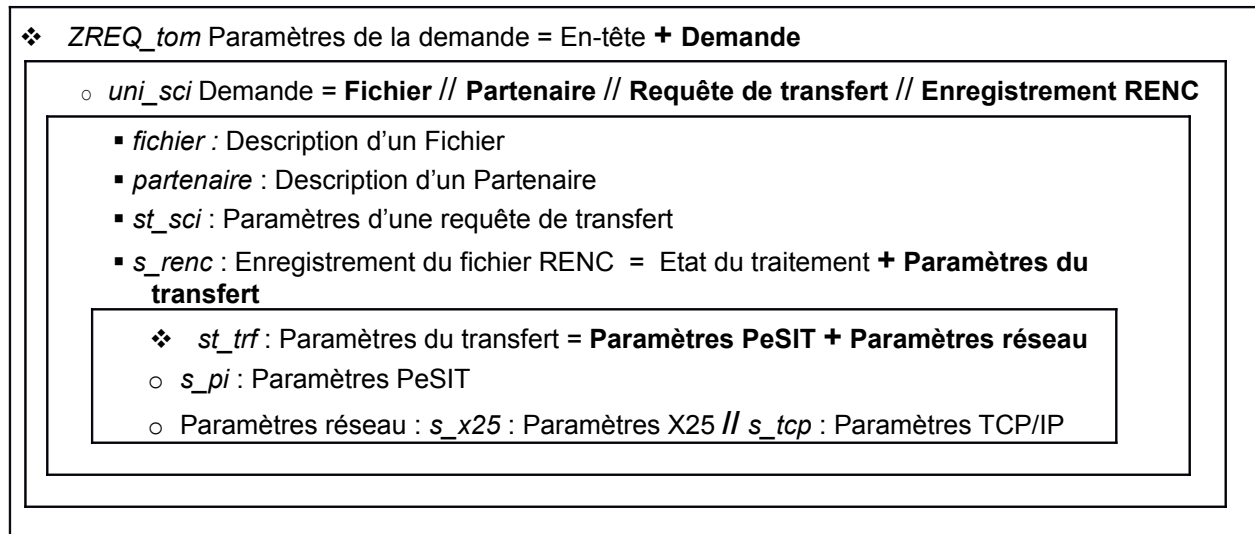 ❖ ZREQ_tom Paramètres de la demande = En-tête + Demande
○ uni_sci Demande = Fichier // Partenaire // Requête de transfert // Enregistrement RENC
▪ fichier : Description d’un Fichier
▪ partenaire : Description d’un Partenaire
▪ st_sci : Paramètres d’une requête de transfert
▪ s_renc : Enregistrement du fichier RENC = Etat du traitement + Paramètres du
transfert
❖ st_trf : Paramètres du transfert = Paramètres PeSIT + Paramètres réseau
○ s_pi : Paramètres PeSIT
○ Paramètres réseau : s_x25 : Paramètres X25 // s_tcp : Paramètres TCP/IP